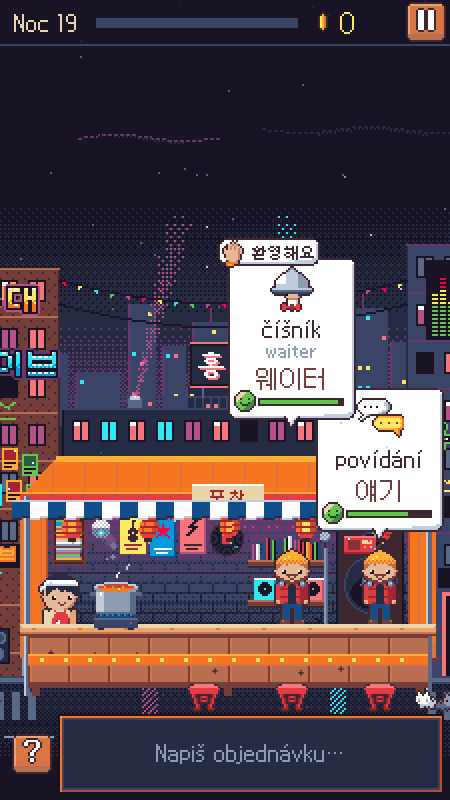 Noc 19
0
환영해요
číšník
waiter
웨이터
povídání
얘기
홍
포차
?
Napiš objednávku…